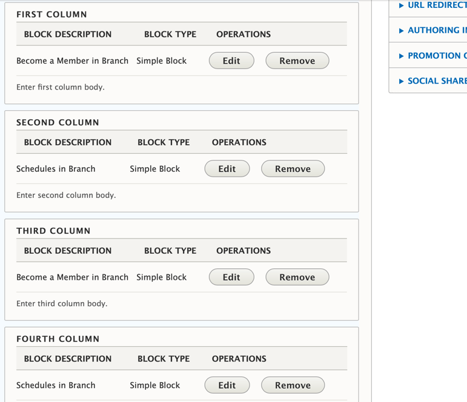 FIRST COLUMN
BLOCK DESCRIPTION BLOCK TYPE OPERATIONS
Become a Member in Branch Simple Block Edit Remove
Enter first column body.
SECOND COLUMN
BLOCK DESCRIPTION BLOCK TYPE OPERATIONS
Schedules in Branch Simple Block Edit Remove
Enter second column body.
THIRD COLUMN
BLOCK DESCRIPTION BLOCK TYPE OPERATIONS
Become a Member in Branch Simple Block Edit Remove
Enter third column body.
FOURTH COLUMN
BLOCK DESCRIPTION BLOCK TYPE OPERATIONS
Schedules in Branch Simple Block Edit Remove
URL REDIRECT
AUTHORING
PROMOTION
SOCIAL SHARE